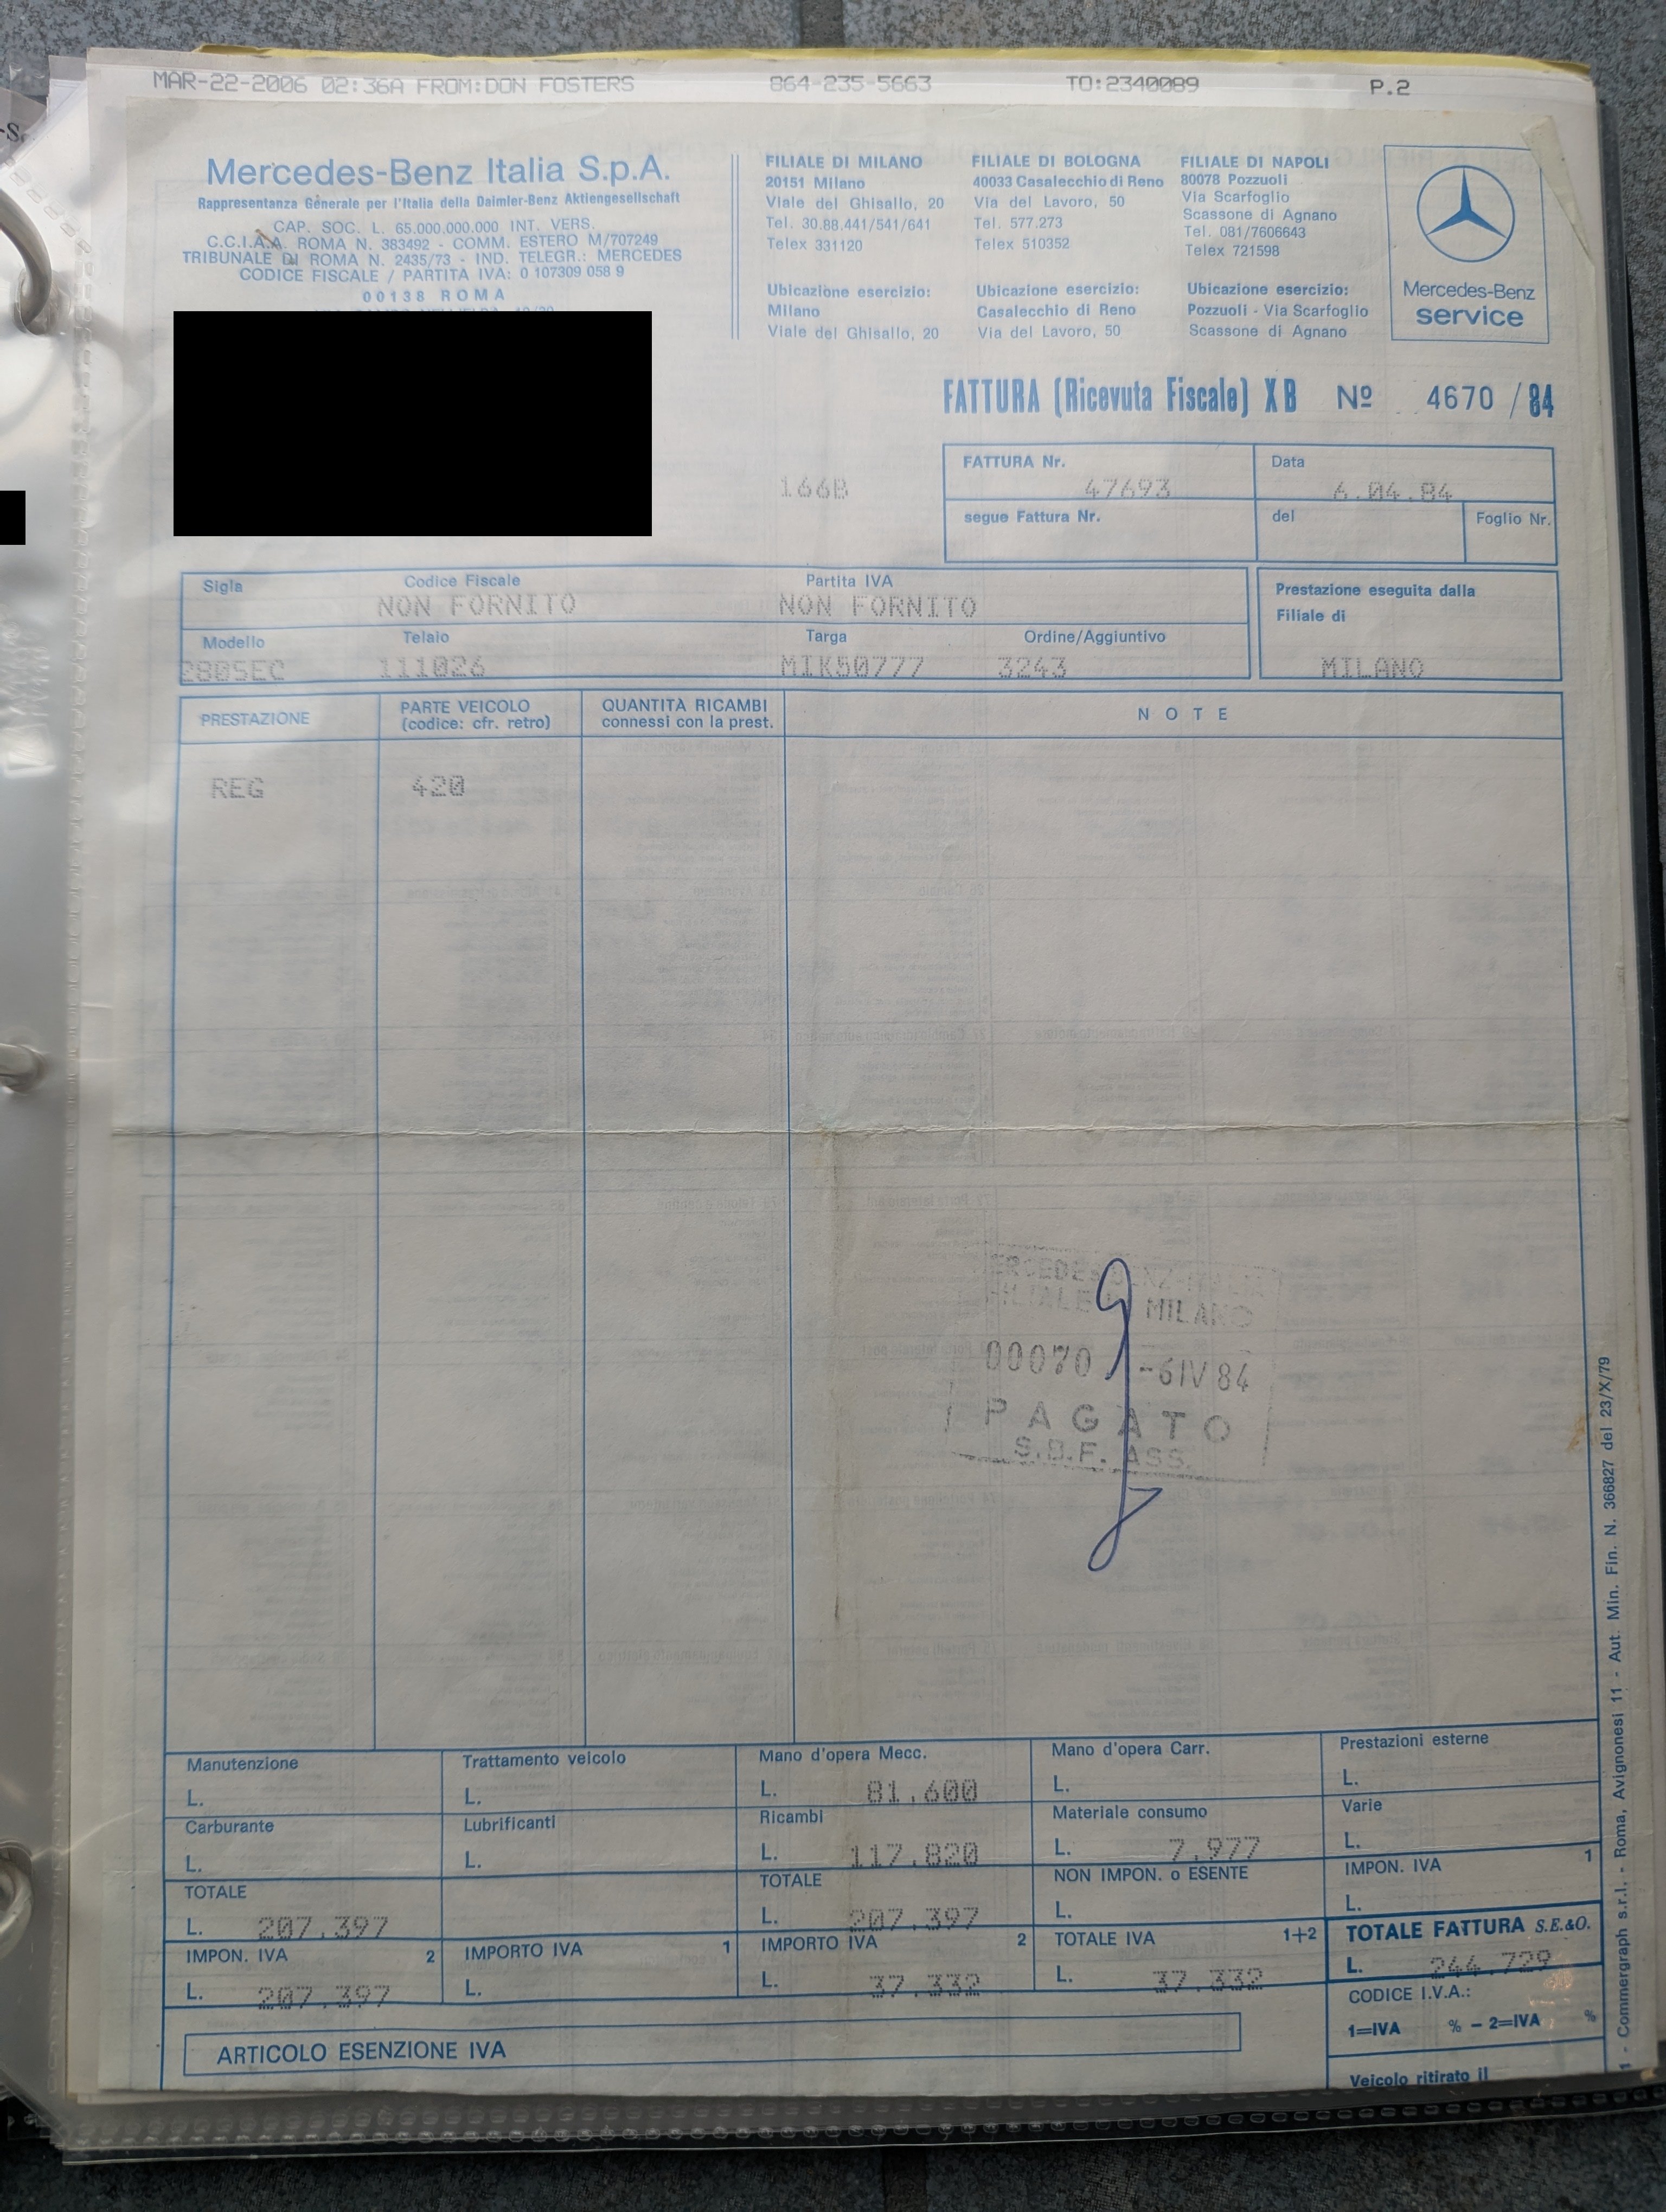 MAR-22-2006 02:36A FROM:DON FOSTERS 864-235-5663 TO:2340089 P.2
Mercedes-Benz Italia S.p.A.
Rappresentanza Generale per l'Italia della Daimler-Benz Aktiengesellschaft
CAP. SOC. L. 65.000.000.000 INT. VERS.
C.C.I.A.A. ROMA N. 383492 - COMM. ESTERO M/707249
TRIBUNALE DI ROMA N. 2435/73 - IND. TELEGR.: MERCEDES
CODICE FISCALE / PARTITA IVA: 0 107309 058 9
00138 ROMA
FILIALE DI MILANO
20151 Milano
Viale del Ghisallo, 20
Tel. 30.88.441/541/641
Telex 331120
Ubicazione esercizio:
Milano
Viale del Ghisallo, 20
FILIALE DI BOLOGNA
40033 Casalecchio di Reno
Via del Lavoro, 50
Tel. 577.273
Telex 510352
Ubicazione esercizio:
Casalecchio di Reno
Via del Lavoro, 50
FILIALE DI NAPOLI
80078 Pozzuoli
Via Scarfoglio
Scassone di Agnano
Tel. 081/7606643
Telex 721598
Ubicazione esercizio:
Pozzuoli - Via Scarfoglio
Scassone di Agnano
Mercedes-Benz
service
FATTURA (Ricevuta Fiscale) XB Nº 4670 / 84
166B
FATTURA Nr. Data
47693 6.04.84
segue Fattura Nr. del Foglio Nr.
Sigla Codice Fiscale Partita IVA
NON FORNITO NON FORNITO
Modello Telaio Targa Ordine/Aggiuntivo
280SEC 111026 MIK50777 3243
Prestazione eseguita dalla
Filiale di
MILANO
PRESTAZIONE
PARTE VEICOLO
(codice: cfr. retro)
QUANTITÀ RICAMBI
connessi con la prest.
NOTE
REG 420
MERCEDES-BENZ ITALIA
FILIALE DI MILANO
00070 -6IV84
PAGATO
S.B.F. ASS.
Manutenzione Trattamento veicolo Mano d'opera Mecc. Mano d'opera Carr. Prestazioni esterne
L. L. L. 81.600 L. L.
Carburante Lubrificanti Ricambi Materiale consumo Varie
L. L. L. 117.820 L. 7.977 L.
TOTALE TOTALE NON IMPON. o ESENTE IMPON. IVA 1
L. 207.397 L. 207.397 L. L.
IMPON. IVA 2 IMPORTO IVA 1 IMPORTO IVA 2 TOTALE IVA 1+2 TOTALE FATTURA S.E.&O.
L. 207.397 L. L. 37.332 L. 37.332 L. 244.729
CODICE I.V.A.:
1=IVA % - 2=IVA %
ARTICOLO ESENZIONE IVA
Veicolo ritirato il
1 - Commergraph s.r.l. - Roma, Avignonesi 11 - Aut. Min. Fin. N. 366827 del 23/X/79